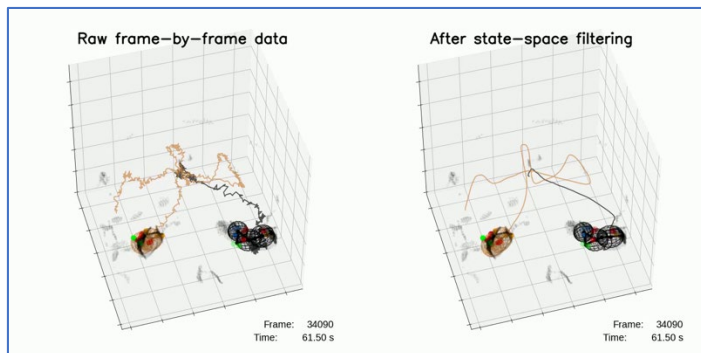 Raw frame–by–frame data
After state–space filtering
Frame: 34090
Time: 61.50 s
Frame: 34090
Time: 61.50 s